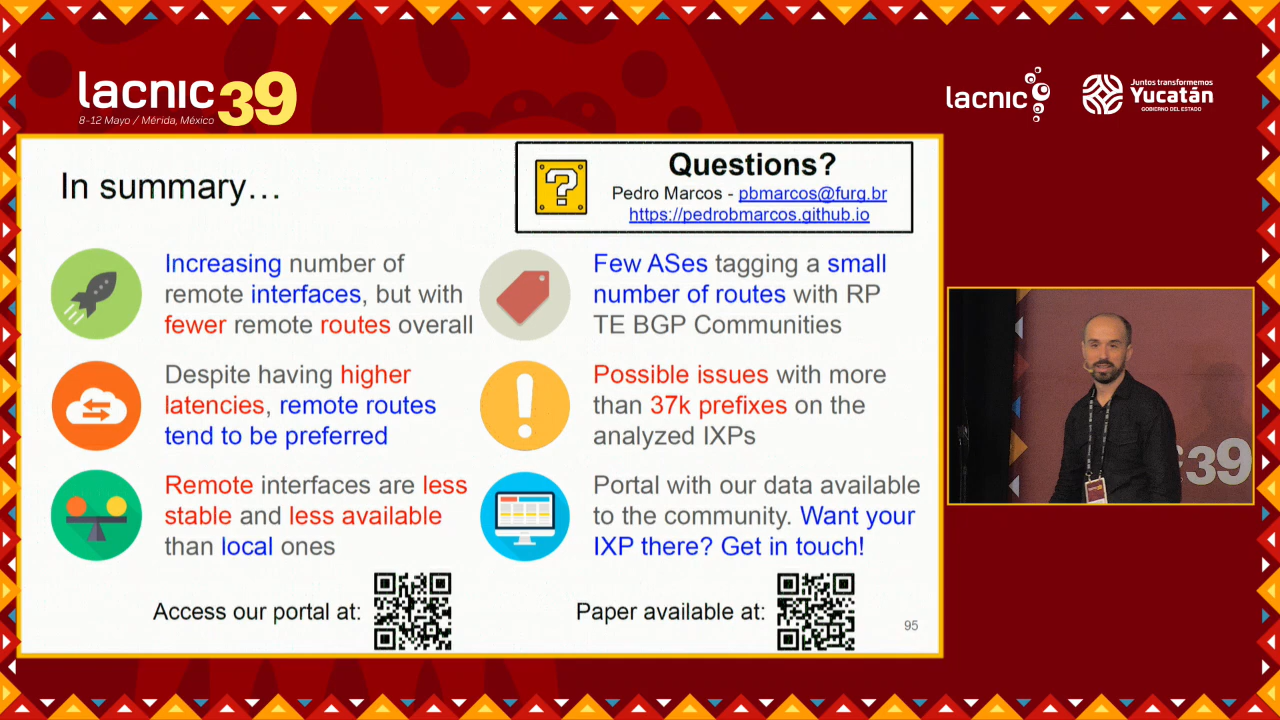 lacnic 39
8-12 Mayo / Mérida, México
lacnic
Juntos transformemos
Yucatán
GOBIERNO DEL ESTADO
In summary…
Questions?
Pedro Marcos - pbmarcos@furg.br
https://pedrobmarcos.github.io
Increasing number of
remote interfaces, but with
fewer remote routes overall
Despite having higher
latencies, remote routes
tend to be preferred
Remote interfaces are less
stable and less available
than local ones
Few ASes tagging a small
number of routes with RP
TE BGP Communities
Possible issues with more
than 37k prefixes on the
analyzed IXPs
Portal with our data available
to the community. Want your
IXP there? Get in touch!
Access our portal at:
Paper available at:
95
39